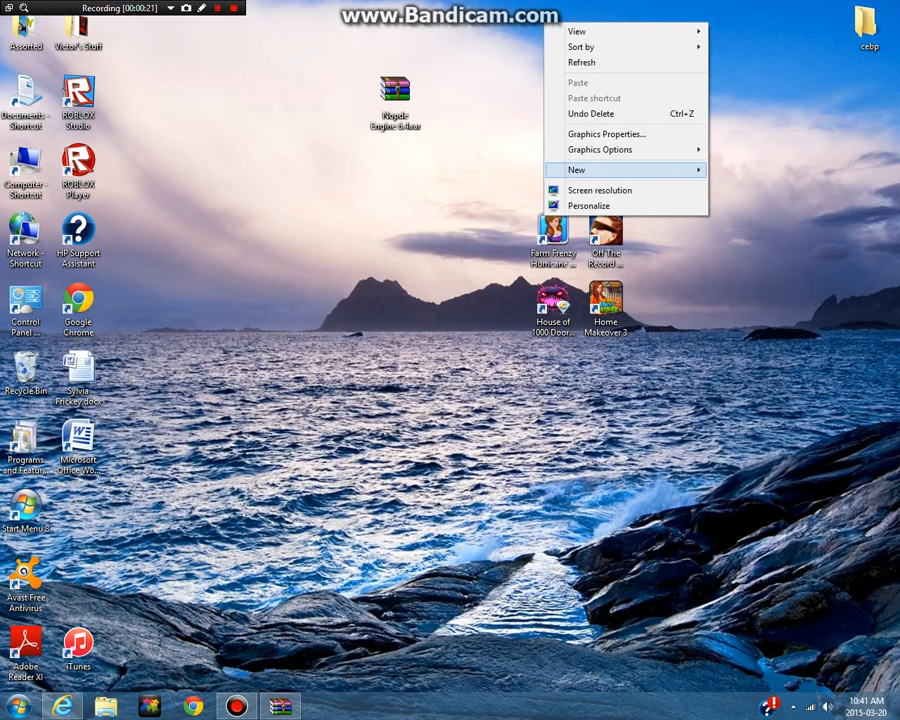 Recording [00:00:21]
www.Bandicam.com
Assorted
Victor's Stuff
cebp
View
Sort by
Refresh
Paste
Paste shortcut
Undo Delete Ctrl+Z
Graphics Properties...
Graphics Options
New
Screen resolution
Personalize
Documents -
Shortcut
ROBLOX
Studio
Nopde
Engine 6.4.rar
Computer -
Shortcut
ROBLOX
Player
Network -
Shortcut
HP Support
Assistant
Farm Frenzy
Hurricane ...
Off The
Record ...
Control
Panel ...
Google
Chrome
House of
1000 Door...
Home
Makeover 3
Recycle Bin
Sylvia
Frickey.docx
Programs
and Featur...
Microsoft
Office Wo...
Start Menu 8
Avast Free
Antivirus
Adobe
Reader XI
iTunes
10:41 AM
2015-03-20